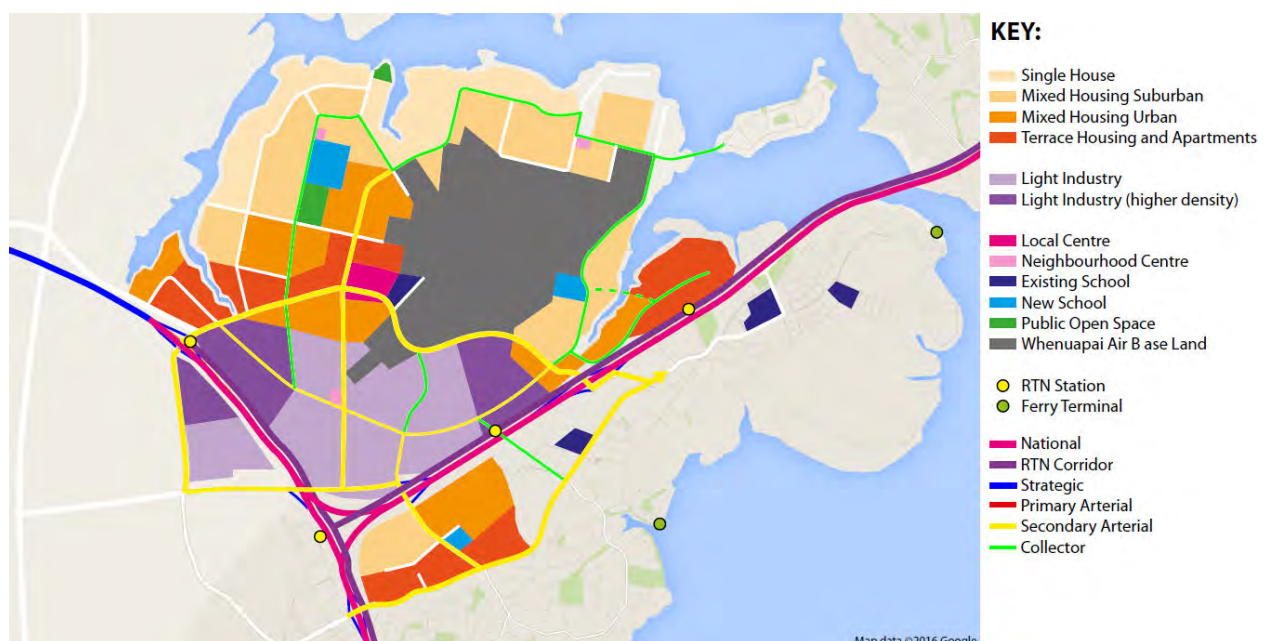 KEY:
Single House
Mixed Housing Suburban
Mixed Housing Urban
Terrace Housing and Apartments
Light Industry
Light Industry (higher density)
Local Centre
Neighbourhood Centre
Existing School
New School
Public Open Space
Whenuapai Air B ase Land
RTN Station
Ferry Terminal
National
RTN Corridor
Strategic
Primary Arterial
Secondary Arterial
Collector
Map data ©2016 Google